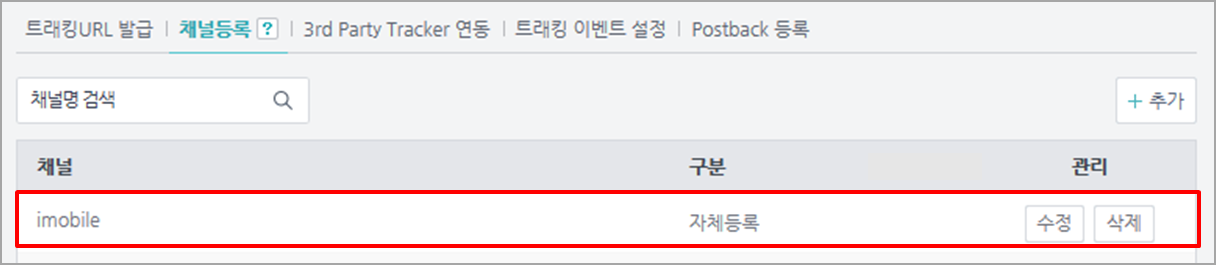 트래킹URL 발급 | 채널등록 ? | 3rd Party Tracker 연동 | 트래킹 이벤트 설정 | Postback 등록
채널명 검색 + 추가
채널 구분 관리
imobile 자체등록 수정 삭제